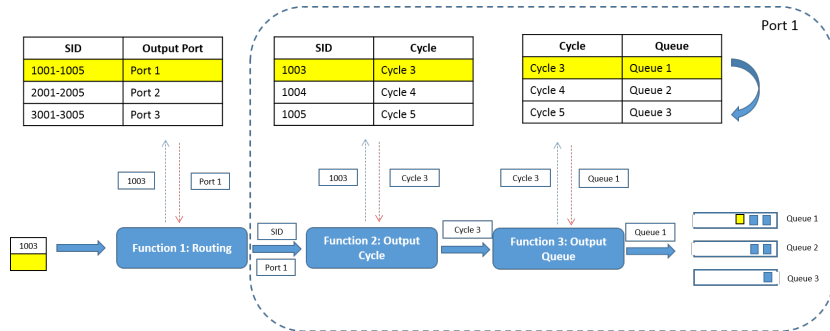 Port 1
SID Output Port
1001-1005 Port 1
2001-2005 Port 2
3001-3005 Port 3
SID Cycle
1003 Cycle 3
1004 Cycle 4
1005 Cycle 5
Cycle Queue
Cycle 3 Queue 1
Cycle 4 Queue 2
Cycle 5 Queue 3
1003 Port 1
1003 Cycle 3
Cycle 3 Queue 1
1003
Function 1: Routing
SID
Port 1
Function 2: Output
Cycle
Cycle 3
Function 3: Output
Queue
Queue 1
Queue 1
Queue 2
Queue 3